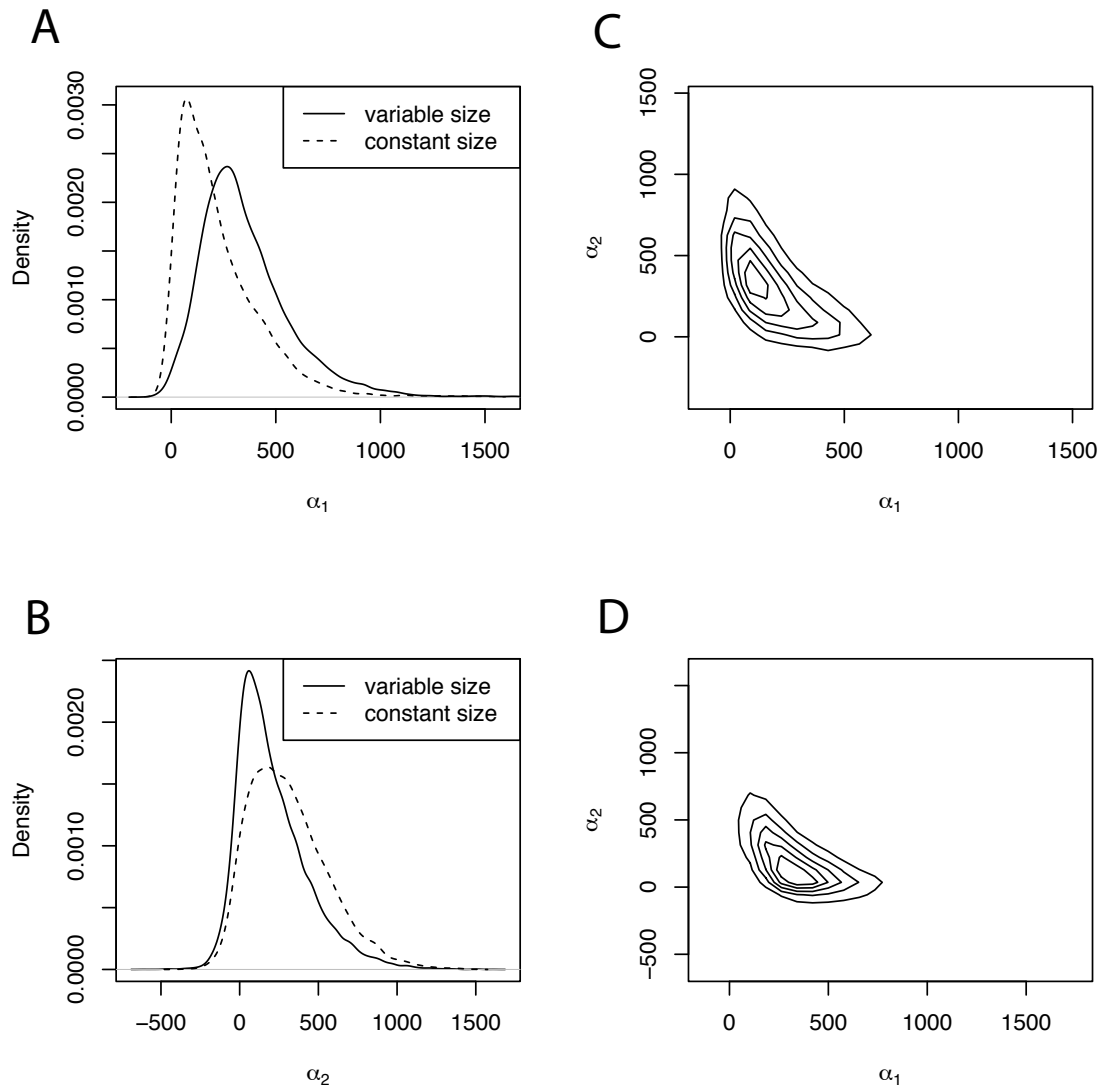 A
Density
0.0000 0.0010 0.0020 0.0030
variable size
constant size
0 500 1000 1500
α1
C
α2
0 500 1000 1500
0 500 1000 1500
α1
B
Density
0.0000 0.0010 0.0020
variable size
constant size
−500 0 500 1000 1500
α2
D
α2
−500 0 500 1000
0 500 1000 1500
α1